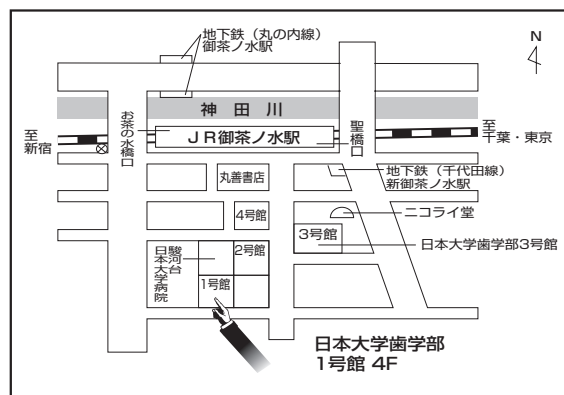 地下鉄（丸の内線）
御茶ノ水駅
N
神田川
お茶の水橋口
聖橋口
至
新宿
JR御茶ノ水駅
至
千葉・東京
丸善書店
地下鉄（千代田線）
新御茶ノ水駅
4号館
ニコライ堂
3号館
日本大学歯学部3号館
駿河台
日本大学病院
2号館
1号館
日本大学歯学部
1号館 4F